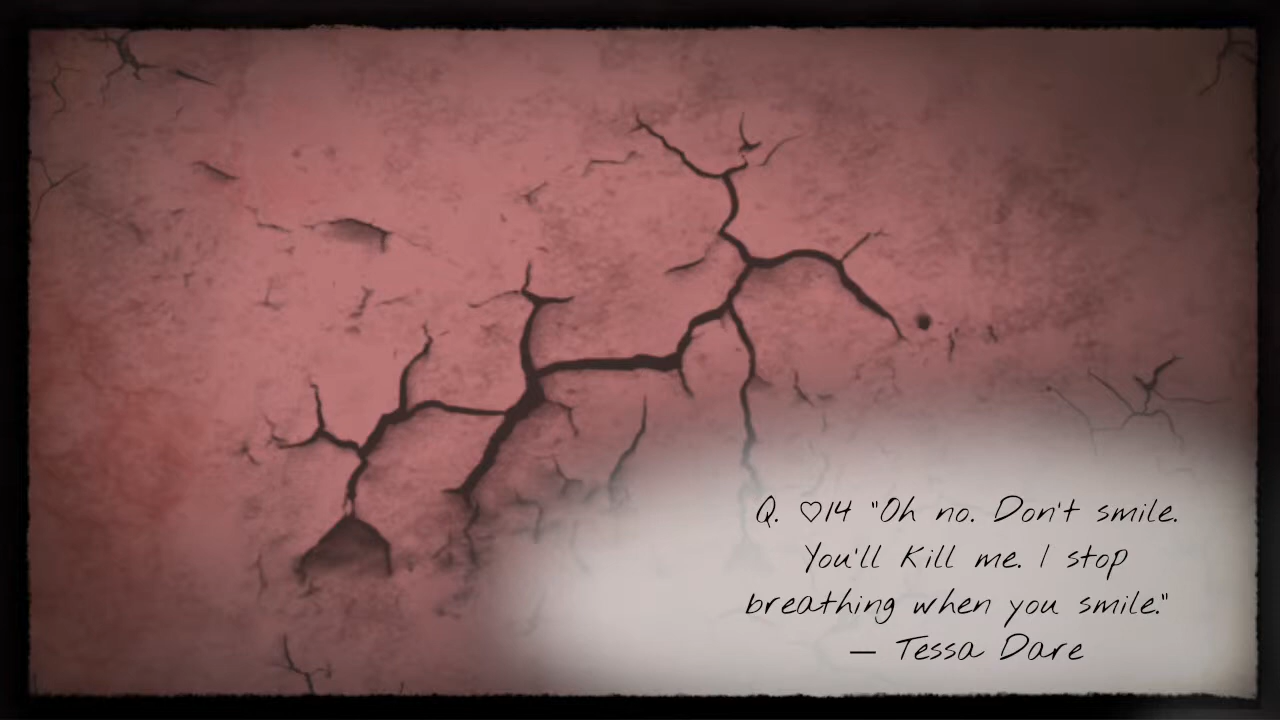 Q. ♡14 "Oh no. Don't smile.
You'll kill me. I stop
breathing when you smile."
— Tessa Dare